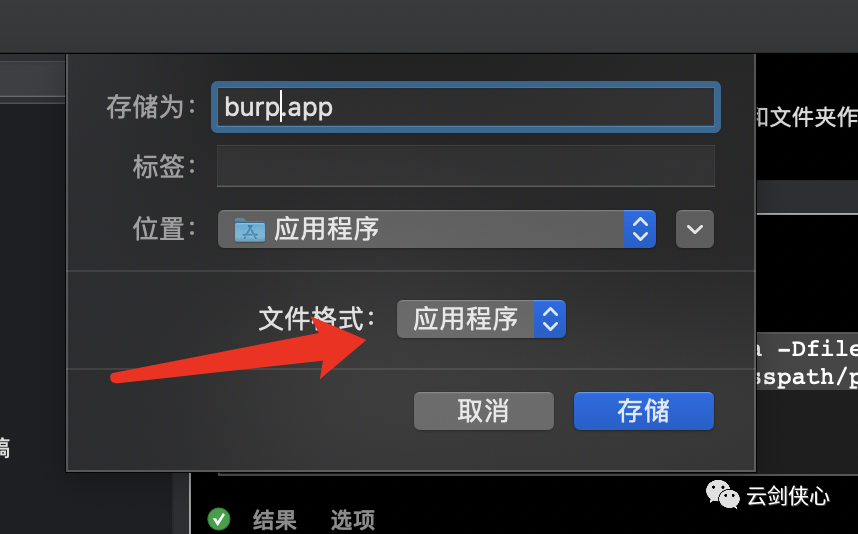 存储为：
burp.app
和文件夹作
标签：
位置：
应用程序
文件格式：
应用程序
-Dfile
sspath/p
取消
存储
稿
云剑侠心
结果
选项